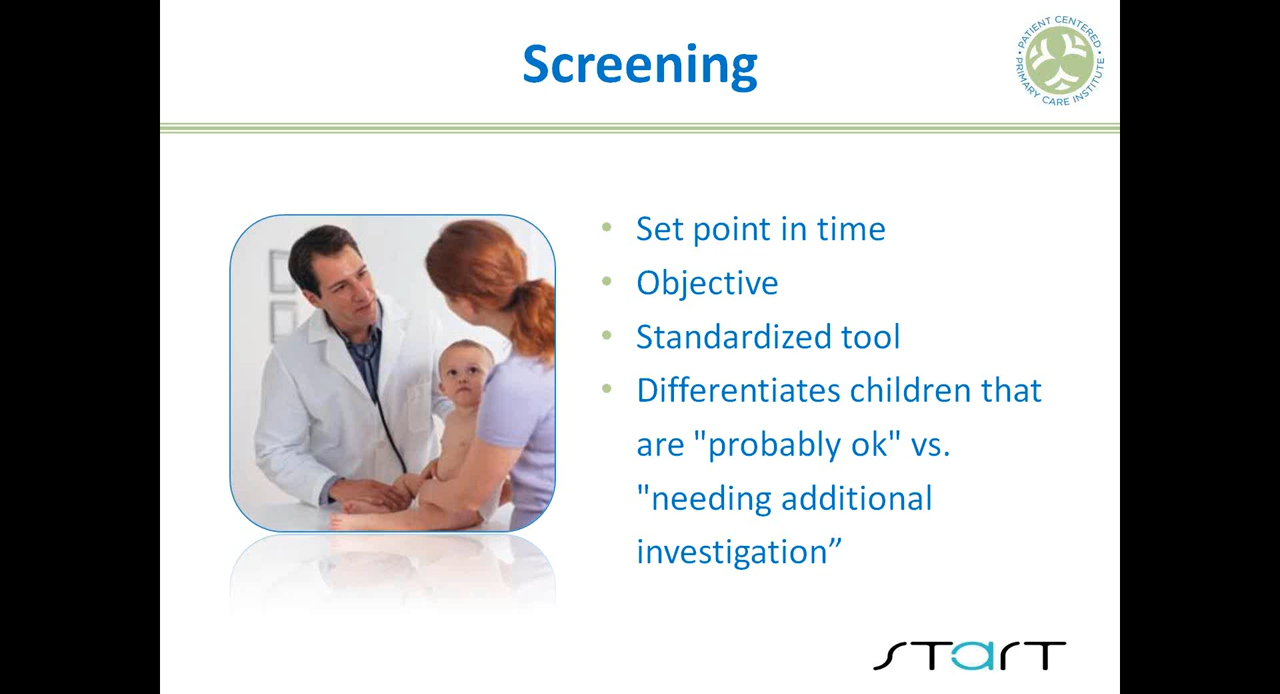 Screening
PATIENT CENTERED
PRIMARY CARE INSTITUTE
• Set point in time
• Objective
• Standardized tool
• Differentiates children that
are "probably ok" vs.
"needing additional
investigation”
START